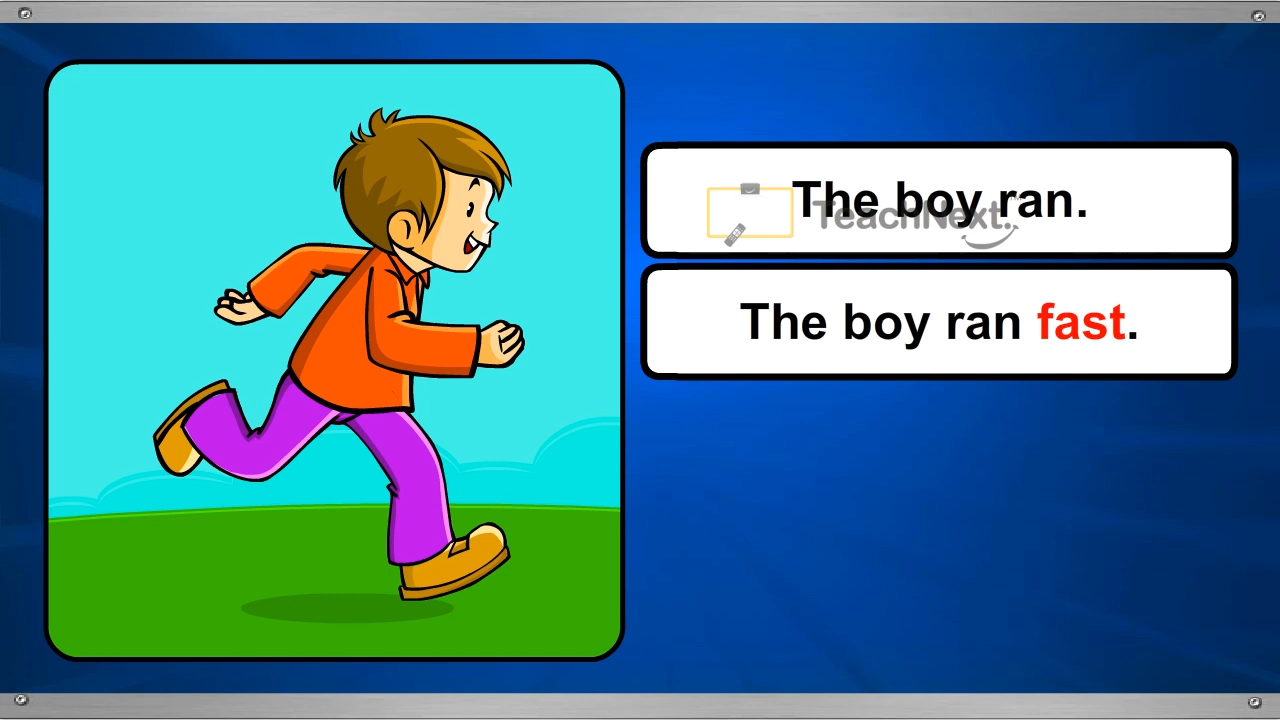 The boy ran.
TeachNext.
The boy ran fast.